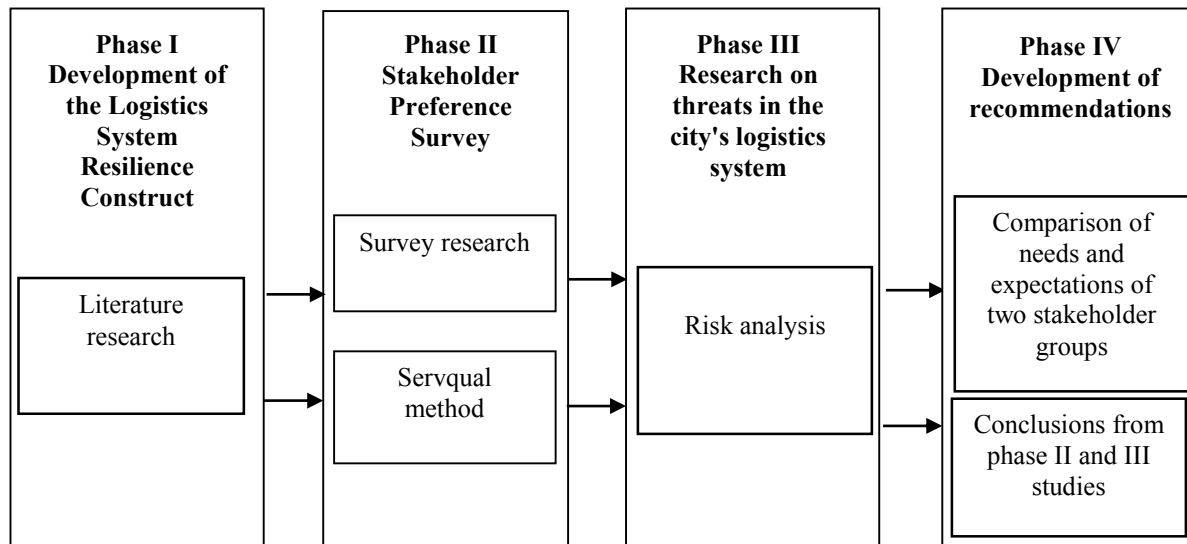 Phase I
Development of
the Logistics
System
Resilience
Construct
Literature
research
Phase II
Stakeholder
Preference
Survey
Survey research
Servqual
method
Phase III
Research on
threats in the
city's logistics
system
Risk analysis
Phase IV
Development of
recommendations
Comparison of
needs and
expectations of
two stakeholder
groups
Conclusions from
phase II and III
studies